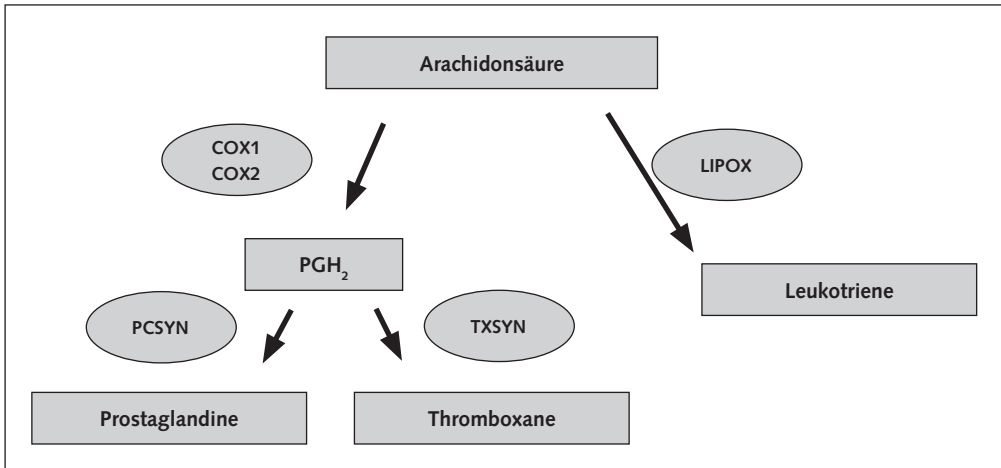 Arachidonsäure
COX1
COX2
LIPOX
PGH₂
Leukotriene
PCSYN
TXSYN
Prostaglandine
Thromboxane